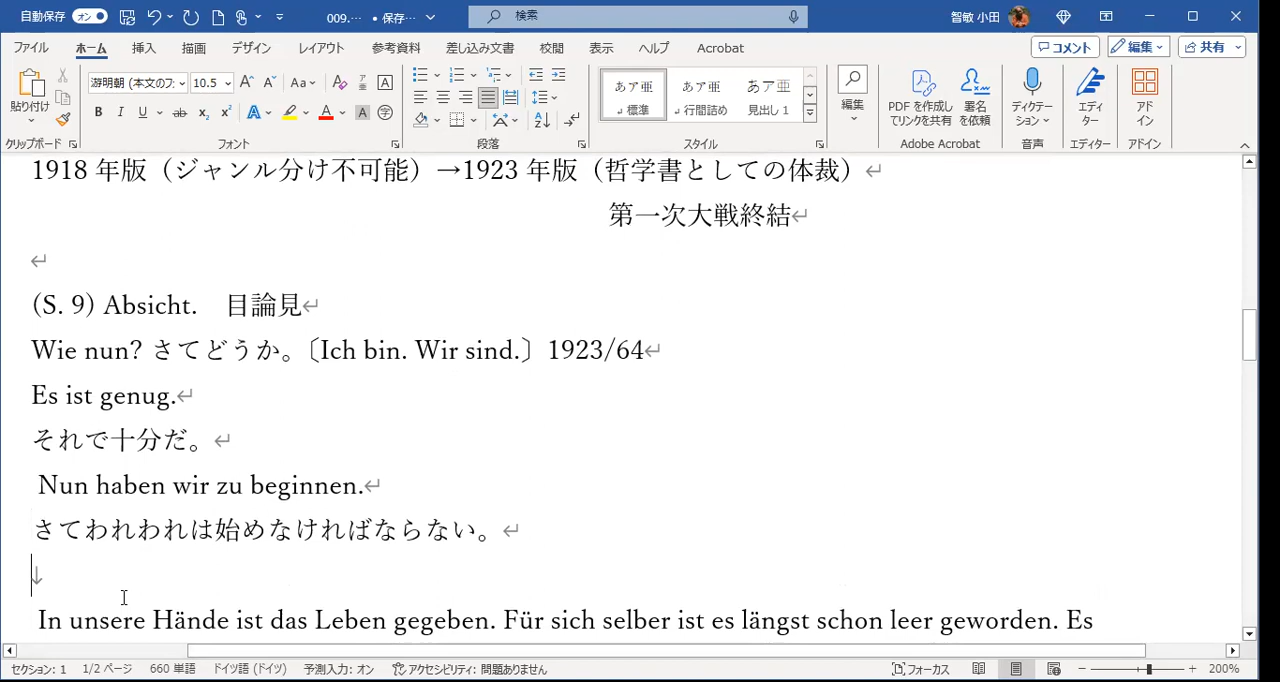 自動保存 オン 009.… • 保存… 検索 智敏 小田
ファイル ホーム 挿入 描画 デザイン レイアウト 参考資料 差し込み文書 校閲 表示 ヘルプ Acrobat コメント 編集 共有
貼り付け 游明朝 (本文のフ 10.5 A A Aa A A
B I U ab x₂ x² A A A 字
あア亜 あア亜 あア亜
↲標準 ↲行間詰め 見出し 1
編集 PDF を作成し
てリンクを共有 署名
を依頼 ディクテー
ション エディ
ター アド
イン
クリップボード フォント 段落 スタイル Adobe Acrobat 音声 エディター アドイン
1918 年版（ジャンル分け不可能）→1923 年版（哲学書としての体裁）↵
第一次大戦終結↵
↵
(S. 9) Absicht.　目論見↵
Wie nun? さてどうか。〔Ich bin. Wir sind.〕1923/64↵
Es ist genug.↵
それで十分だ。↵
Nun haben wir zu beginnen.↵
さてわれわれは始めなければならない。↵
↓
In unsere Hände ist das Leben gegeben. Für sich selber ist es längst schon leer geworden. Es
セクション: 1 1/2 ページ 660 単語 ドイツ語 (ドイツ) 予測入力: オン アクセシビリティ: 問題ありません フォーカス 200%